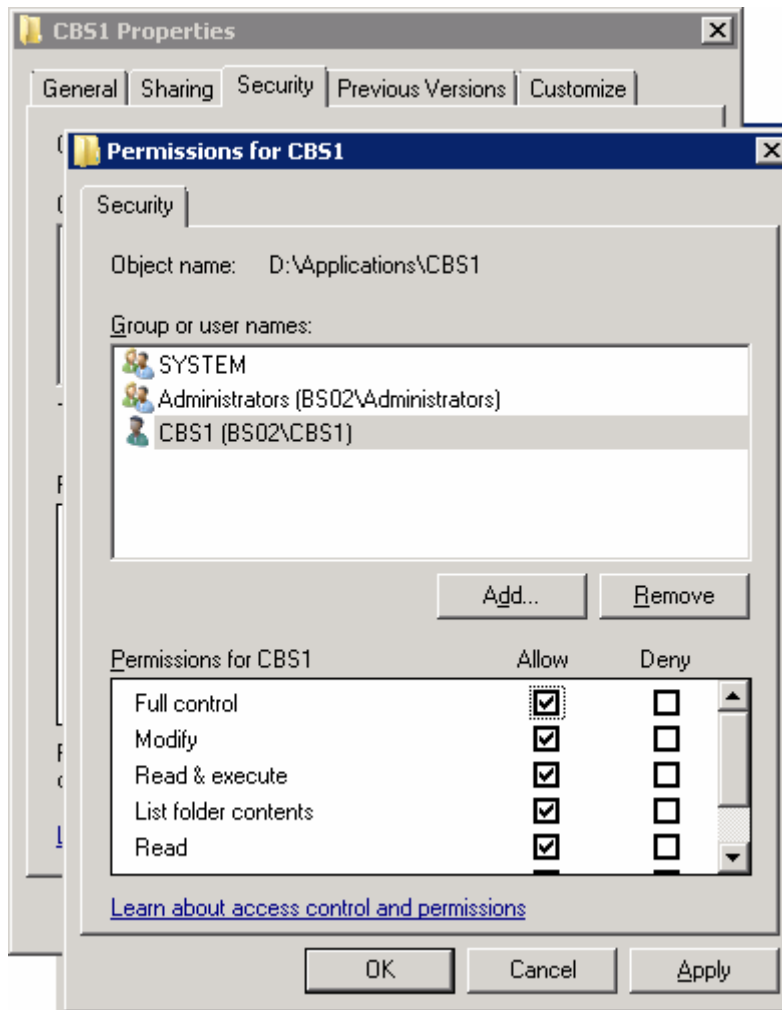 CBS1 Properties
General Sharing Security Previous Versions Customize
Permissions for CBS1
Security
Object name: D:\Applications\CBS1
Group or user names:
SYSTEM
Administrators (BS02\Administrators)
CBS1 (BS02\CBS1)
Add... Remove
Permissions for CBS1 Allow Deny
Full control
Modify
Read & execute
List folder contents
Read
Learn about access control and permissions
OK Cancel Apply